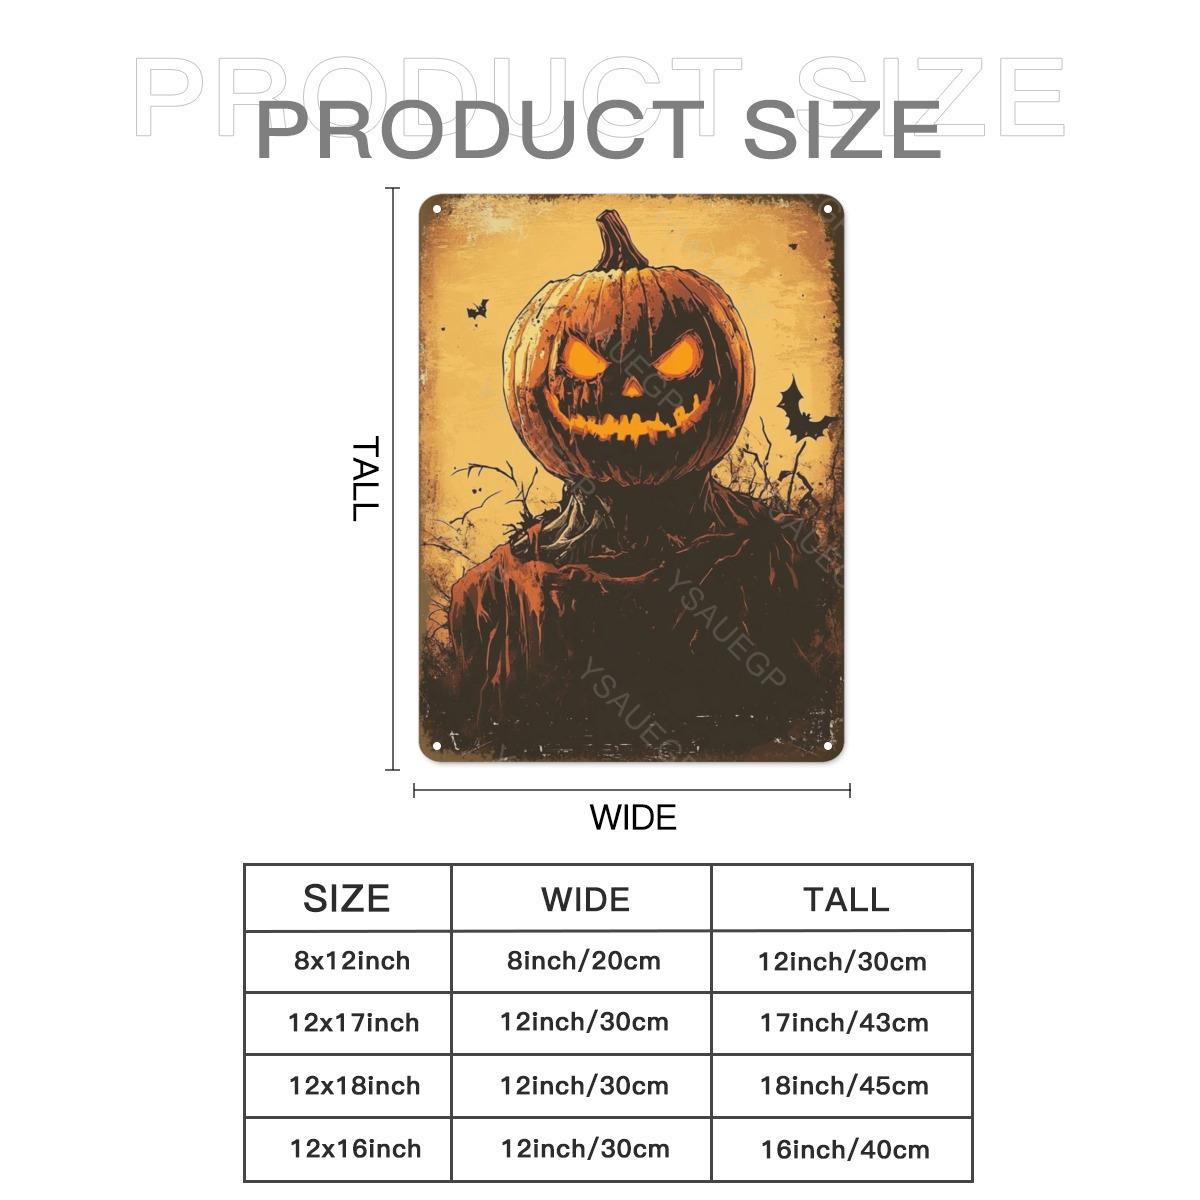 PRODUCT SIZE
PRODUCT SIZE
YSAUEGP
YSAUEGP
YSAUEGP
YSAUEGP
YSAUEGP
TALL
WIDE
SIZE WIDE TALL
8x12inch 8inch/20cm 12inch/30cm
12x17inch 12inch/30cm 17inch/43cm
12x18inch 12inch/30cm 18inch/45cm
12x16inch 12inch/30cm 16inch/40cm